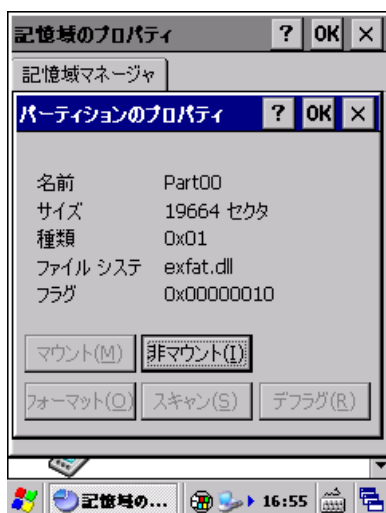 記憶域のプロパティ ? OK ×
記憶域マネージャ
パーティションのプロパティ ? OK ×
名前 Part00
サイズ 19664 セクタ
種類 0x01
ファイル システ exfat.dll
フラグ 0x00000010
マウント(M) 非マウント(I)
フォーマット(O) スキャン(S) デフラグ(R)
記憶域の... 16:55